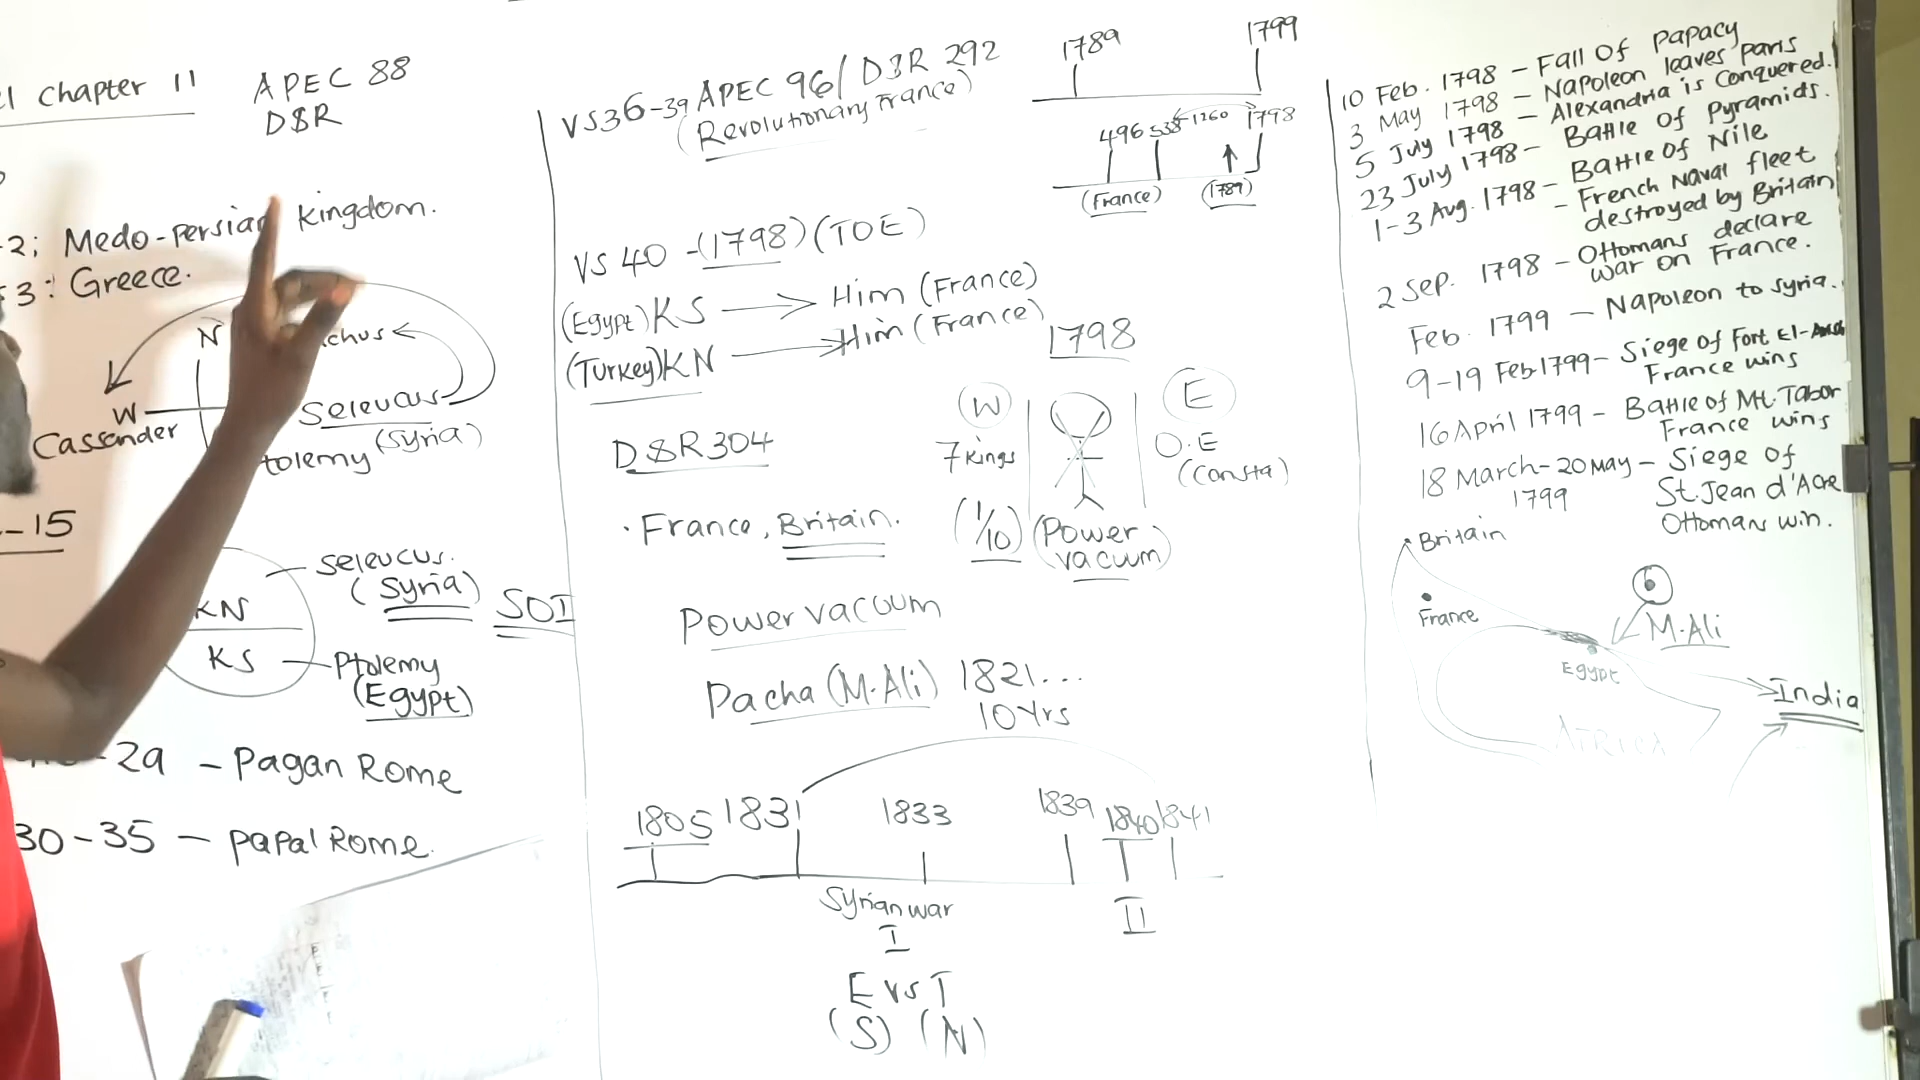 Chapter 11
APEC 88
D&R
2: Medo-Persian Kingdom.
3: Greece.
N
chus
W
Cassander
Seleucus
(Syria)
tolemy
-15
KN
KS
Seleucus.
(Syria)
SOI
Ptolemy
(Egypt)
-29 - Pagan Rome
30-35 - Papal Rome.
VS36-39 APEC 96/D&R 292
(Revolutionary France)
VS 40 -(1798)(TOE)
(Egypt)KS → Him (France)
(Turkey)KN → Him (France)
D&R304
· France, Britain.
1798
W
7 Kings
(1/10)
(Power
vacuum)
E
O.E
(Consta)
Power vacuum
Pacha (M.Ali) 1821...
10 Yrs
1805 1831 1833 1839 1840 1841
Syrian war
I
II
E vs T
(S) (N)
1789 1799
496 538 1260 1798
(France) (1789)
10 Feb. 1798 - Fall Of Papacy
3 May 1798 - Napoleon leaves Paris
5 July 1798 - Alexandria is Conquered.
23 July 1798 - Battle of Pyramids.
1-3 Aug. 1798 - Battle Of Nile
- French Naval fleet
destroyed by Britain
2 Sep. 1798 - Ottomans declare
war on France.
Feb. 1799 - Napoleon to Syria.
9-19 Feb 1799 - Siege of Fort El-
France wins
16 April 1799 - Battle of Mt. Tabor
France wins
18 March-20 May - Siege of
1799 St. Jean d'Acre
Ottomans win.
Britain
France
6
M.Ali
Egypt
India
Africa